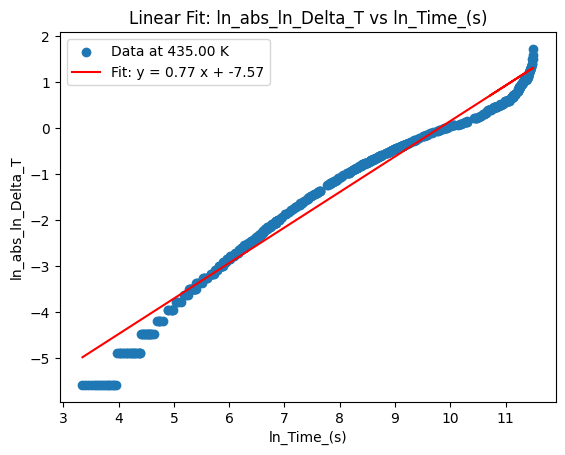 Linear Fit: ln_abs_ln_Delta_T vs ln_Time_(s)
Data at 435.00 K
Fit: y = 0.77 x + -7.57
ln_abs_ln_Delta_T
2
1
0
−1
−2
−3
−4
−5
3 4 5 6 7 8 9 10 11
ln_Time_(s)